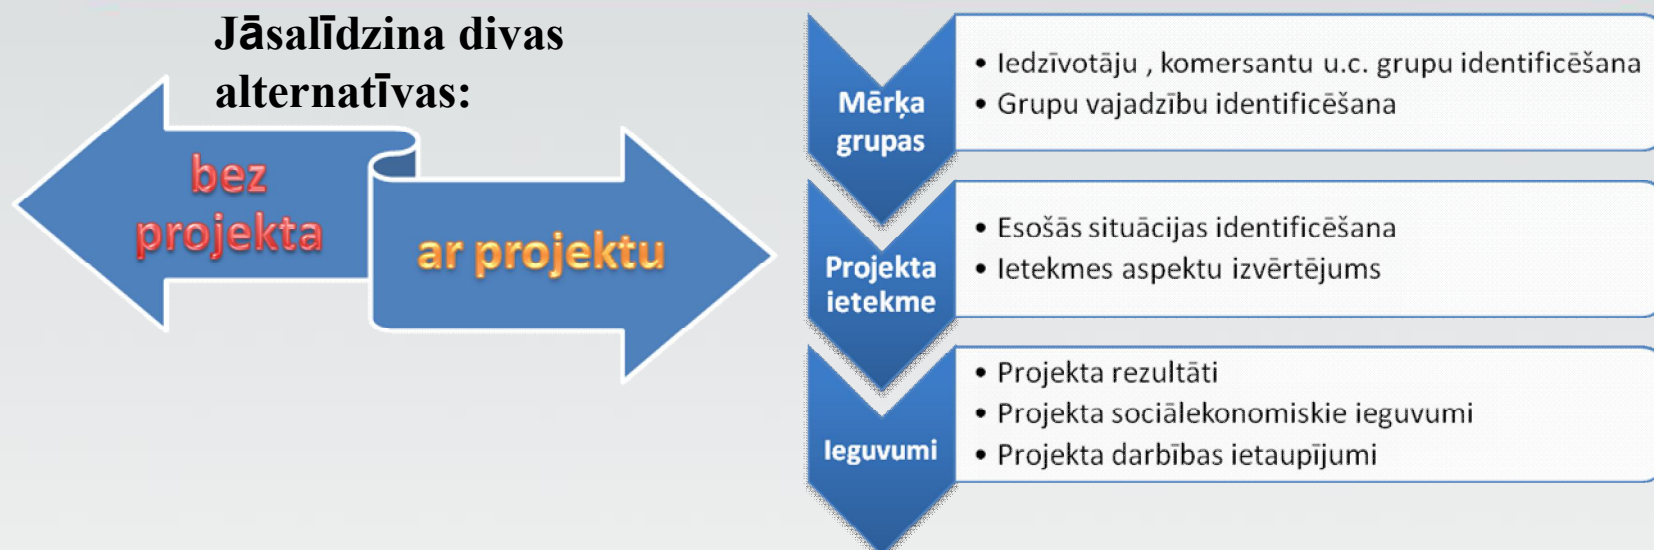 Jāsalīdzina divas
alternatīvas:
bez
projekta
ar projektu
Mērķa
grupas
• Iedzīvotāju , komersantu u.c. grupu identificēšana
• Grupu vajadzību identificēšana
Projekta
ietekme
• Esošās situācijas identificēšana
• Ietekmes aspektu izvērtējums
Ieguvumi
• Projekta rezultāti
• Projekta sociālekonomiskie ieguvumi
• Projekta darbības ietaupījumi